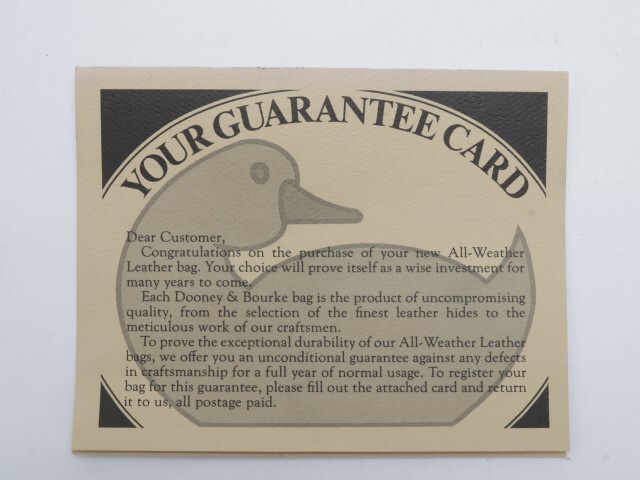 YOUR GUARANTEE CARD
Dear Customer,
Congratulations on the purchase of your new All-Weather
Leather bag. Your choice will prove itself as a wise investment for
many years to come.
Each Dooney & Bourke bag is the product of uncompromising
quality, from the selection of the finest leather hides to the
meticulous work of our craftsmen.
To prove the exceptional durability of our All-Weather Leather
bags, we offer you an unconditional guarantee against any defects
in craftsmanship for a full year of normal usage. To register your
bag for this guarantee, please fill out the attached card and return
it to us, all postage paid.